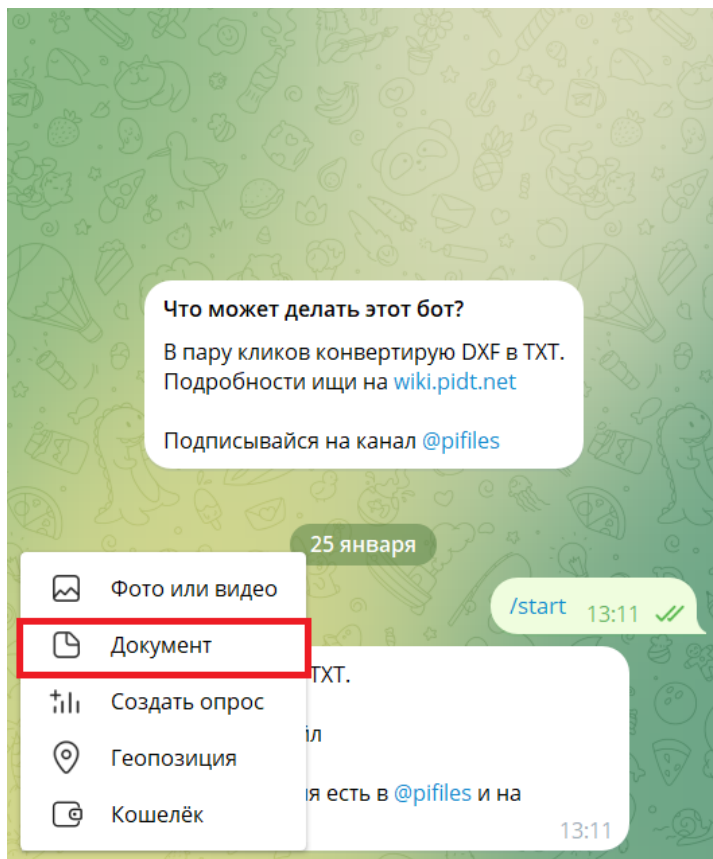 Что может делать этот бот?
В пару кликов конвертирую DXF в TXT.
Подробности ищи на wiki.pidt.net
Подписывайся на канал @pifiles
25 января
/start 13:11
Фото или видео
Документ
Создать опрос
Геопозиция
Кошелёк
TXT.
есть в @pifiles и на
13:11